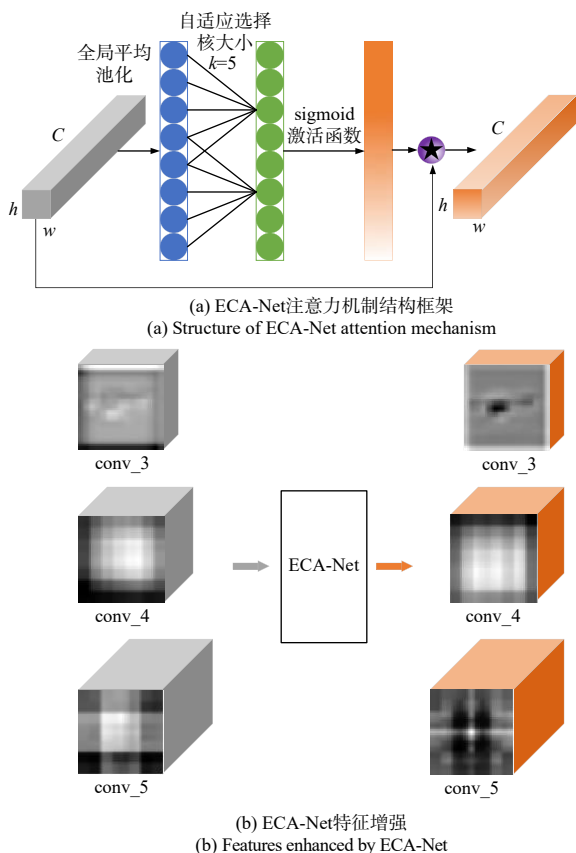 自适应选择
核大小
k=5
全局平均
池化
C
h
w
sigmoid
激活函数
C
h
w
(a) ECA-Net注意力机制结构框架
(a) Structure of ECA-Net attention mechanism
conv_3
conv_3
conv_4
ECA-Net
conv_4
conv_5
conv_5
(b) ECA-Net特征增强
(b) Features enhanced by ECA-Net